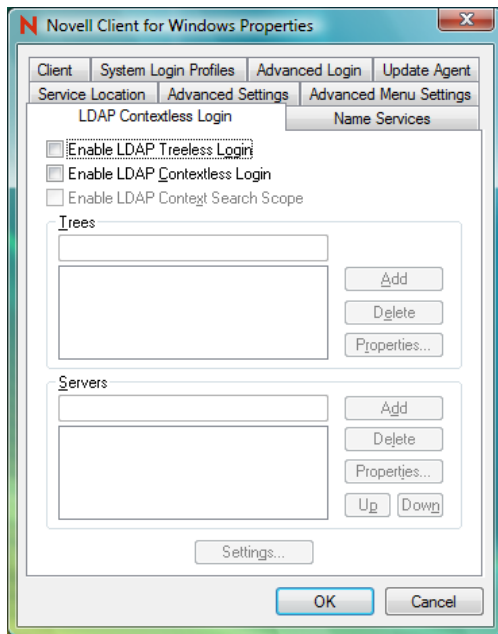 Novell Client for Windows Properties
Client System Login Profiles Advanced Login Update Agent
Service Location Advanced Settings Advanced Menu Settings
LDAP Contextless Login Name Services
Enable LDAP Treeless Login
Enable LDAP Contextless Login
Enable LDAP Context Search Scope
Trees
Add
Delete
Properties...
Servers
Add
Delete
Properties...
Up Down
Settings...
OK Cancel